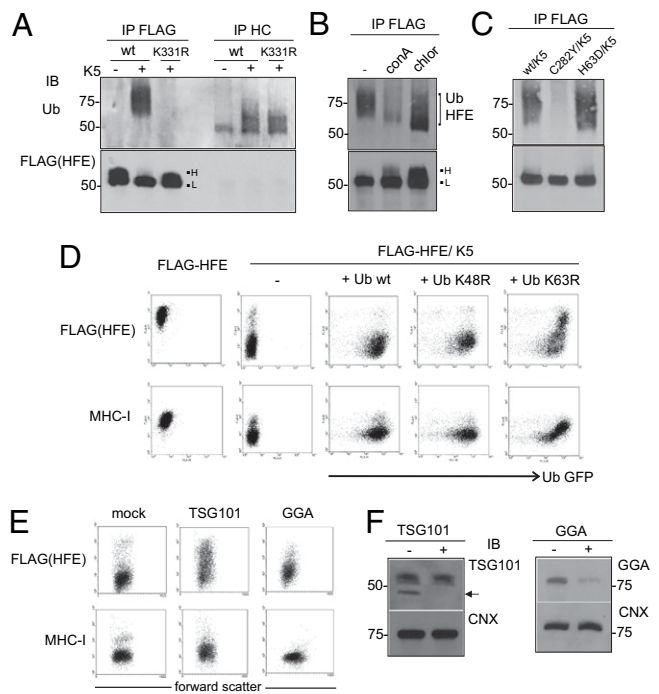 A
IP FLAG
IP HC
wt
K331R
wt
K331R
K5
-
+
+
-
+
+
IB
Ub
75-
50-
FLAG(HFE)
50-
H
L
B
IP FLAG
-
conA
chlor
75-
50-
Ub
HFE
50-
H
L
C
IP FLAG
wt/K5
C282Y/K5
H63D/K5
75-
50-
50-
D
FLAG-HFE
FLAG-HFE/ K5
-
+ Ub wt
+ Ub K48R
+ Ub K63R
FLAG(HFE)
MHC-I
Ub GFP
E
mock
TSG101
GGA
FLAG(HFE)
MHC-I
forward scatter
F
TSG101
-
+
IB
TSG101
50-
CNX
75-
GGA
-
+
GGA
-75
CNX
-75